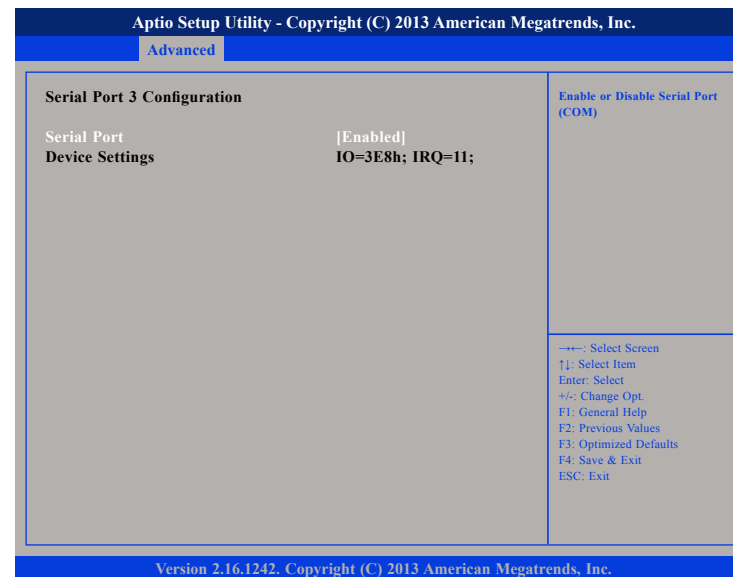 Aptio Setup Utility - Copyright (C) 2013 American Megatrends, Inc.
Advanced
Serial Port 3 Configuration
Serial Port [Enabled]
Device Settings IO=3E8h; IRQ=11;
Enable or Disable Serial Port
(COM)
→←: Select Screen
↑↓: Select Item
Enter: Select
+/-: Change Opt.
F1: General Help
F2: Previous Values
F3: Optimized Defaults
F4: Save & Exit
ESC: Exit
Version 2.16.1242. Copyright (C) 2013 American Megatrends, Inc.